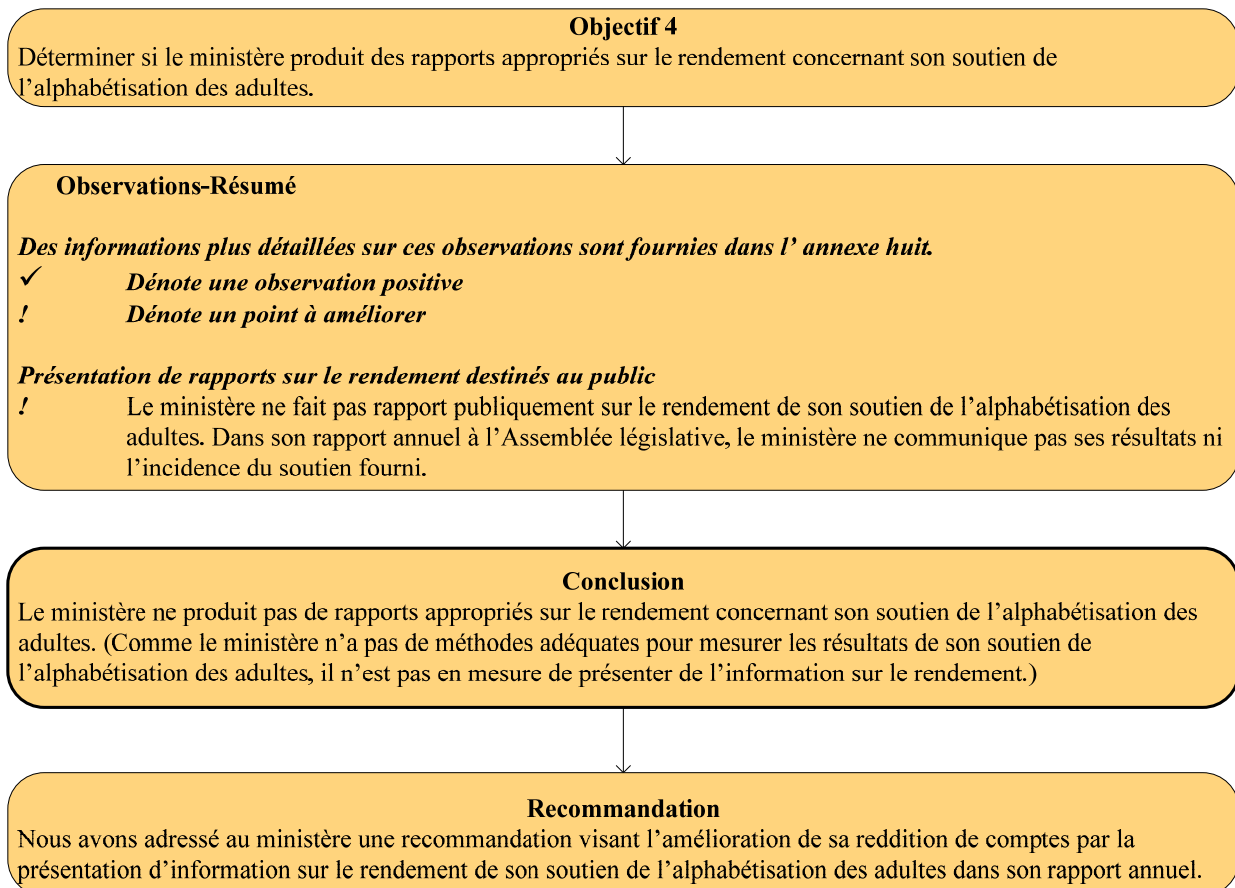 Objectif 4
Déterminer si le ministère produit des rapports appropriés sur le rendement concernant son soutien de
l’alphabétisation des adultes.
Observations-Résumé
Des informations plus détaillées sur ces observations sont fournies dans l’ annexe huit.
✓ Dénote une observation positive
! Dénote un point à améliorer
Présentation de rapports sur le rendement destinés au public
! Le ministère ne fait pas rapport publiquement sur le rendement de son soutien de l’alphabétisation des
adultes. Dans son rapport annuel à l’Assemblée législative, le ministère ne communique pas ses résultats ni
l’incidence du soutien fourni.
Conclusion
Le ministère ne produit pas de rapports appropriés sur le rendement concernant son soutien de l’alphabétisation des
adultes. (Comme le ministère n’a pas de méthodes adéquates pour mesurer les résultats de son soutien de
l’alphabétisation des adultes, il n’est pas en mesure de présenter de l’information sur le rendement.)
Recommandation
Nous avons adressé au ministère une recommandation visant l’amélioration de sa reddition de comptes par la
présentation d’information sur le rendement de son soutien de l’alphabétisation des adultes dans son rapport annuel.